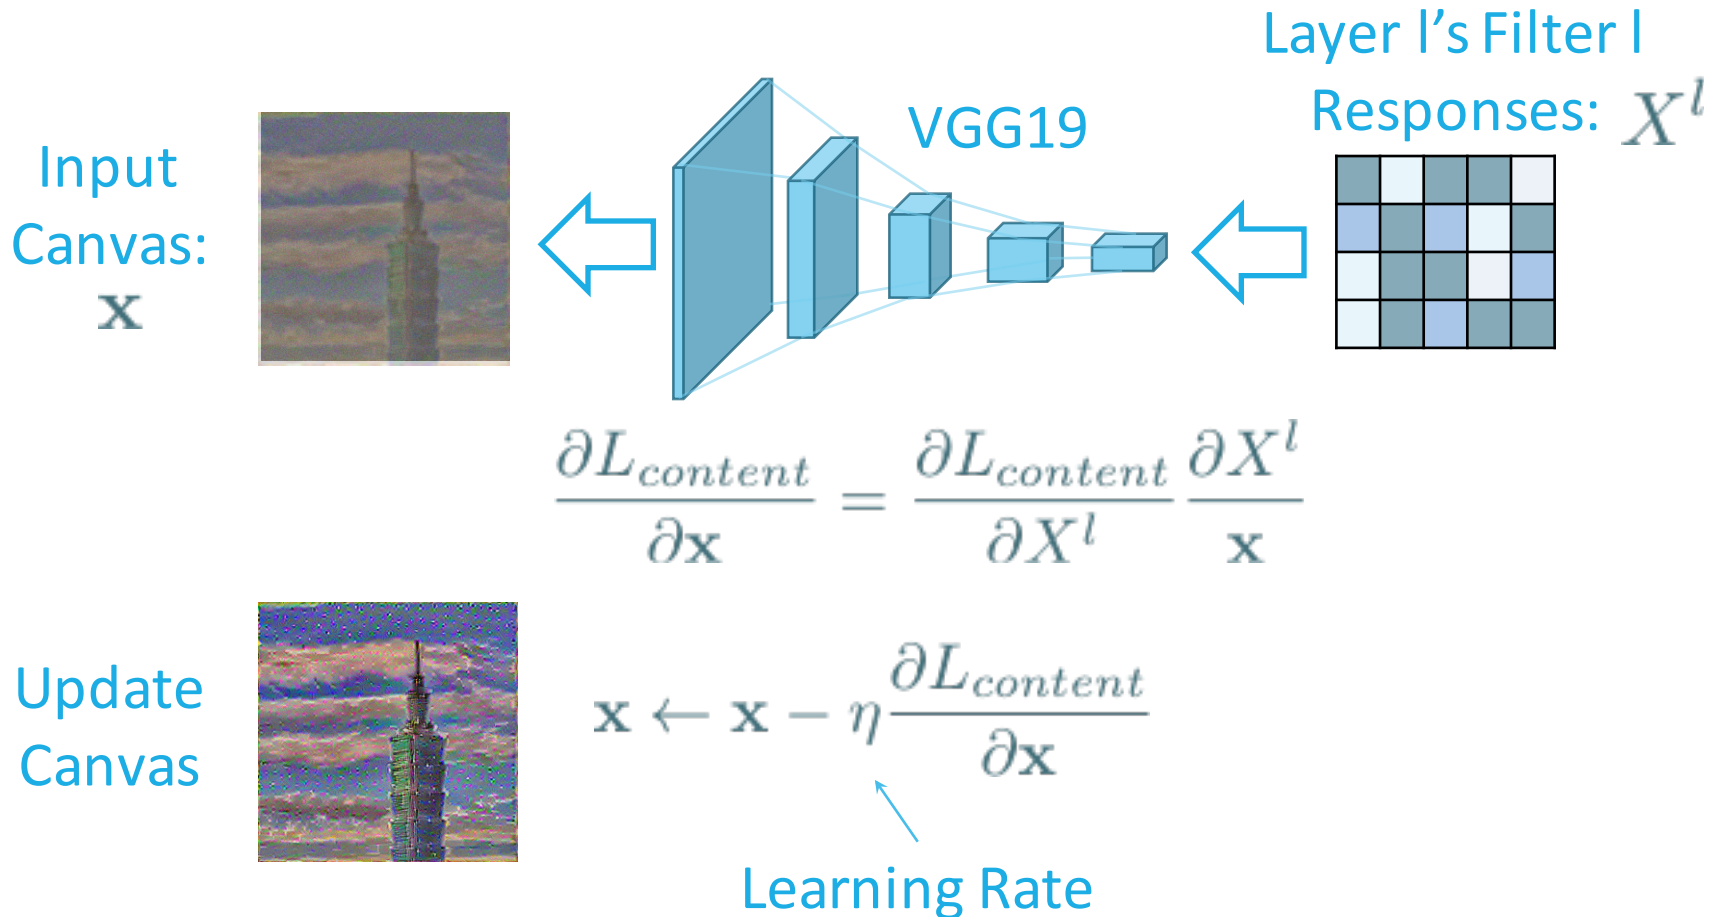 Layer l's Filter l
Responses: X^l
VGG19
Input
Canvas:
x
∂L_content/∂x = ∂L_content/∂X^l ∂X^l/x
Update
Canvas
x ← x − η ∂L_content/∂x
Learning Rate